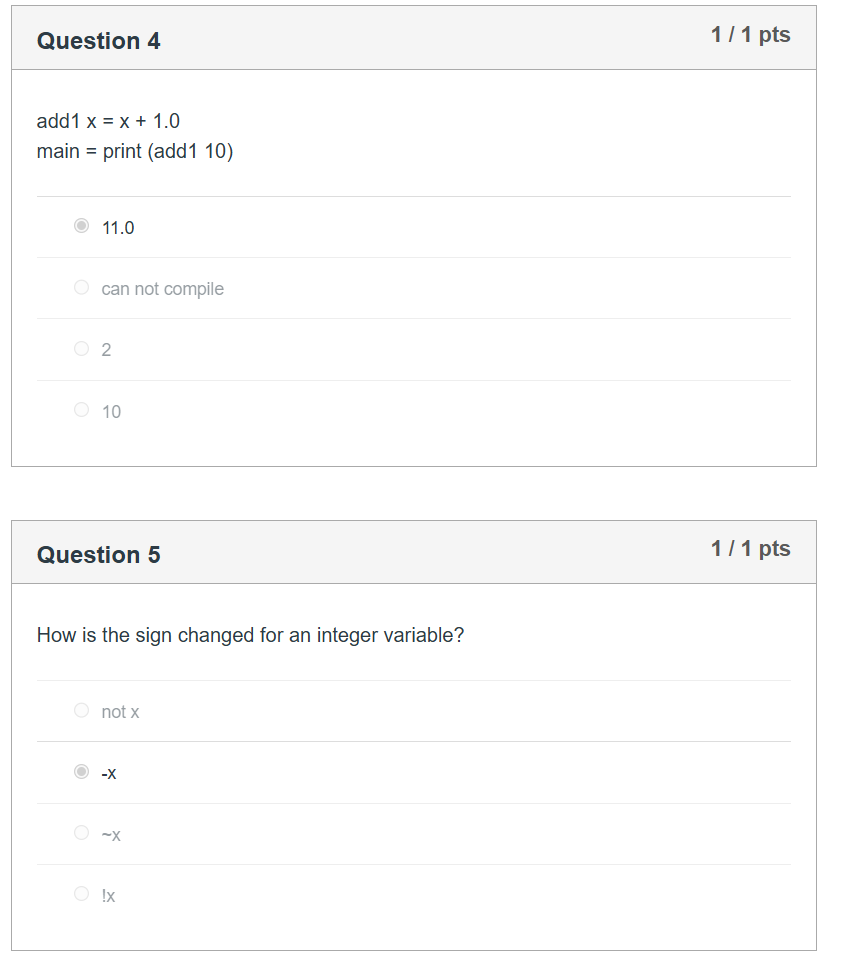 Question 4
1 / 1 pts
add1 x = x + 1.0
main = print (add1 10)
11.0
can not compile
2
10
Question 5
1 / 1 pts
How is the sign changed for an integer variable?
not x
-x
~x
!x